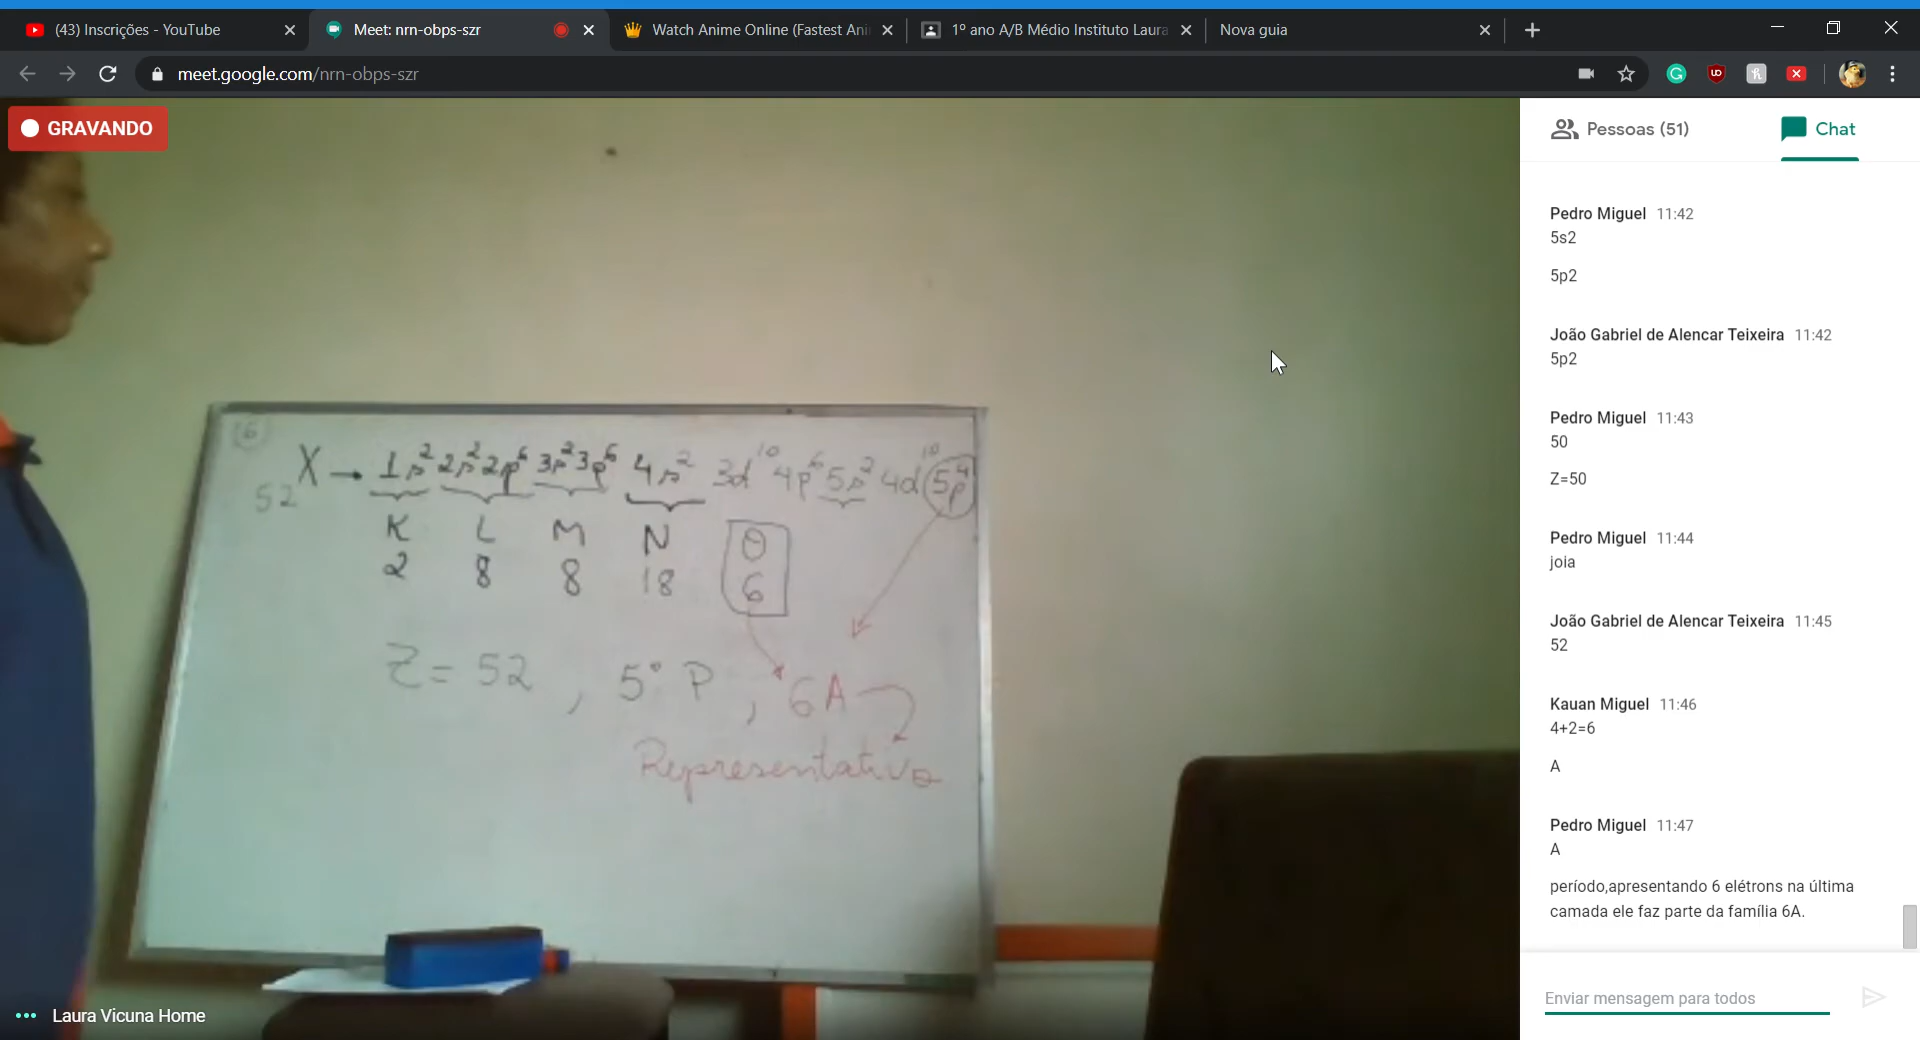 (43) Inscrições - YouTube
Meet: nrn-obps-szr
Watch Anime Online (Fastest Ani
1º ano A/B Médio Instituto Laura
Nova guia
meet.google.com/nrn-obps-szr
GRAVANDO
16
52X → 1s² 2s² 2p⁶ 3s² 3p⁶ 4s² 3d¹⁰ 4p⁶ 5s² 4d¹⁰ 5p⁴
K L M N O
2 8 8 18 6
Z = 52 , 5° P , 6A
Representativo
Laura Vicuna Home
Pessoas (51)
Chat
Pedro Miguel 11:42
5s2
5p2
João Gabriel de Alencar Teixeira 11:42
5p2
Pedro Miguel 11:43
50
Z=50
Pedro Miguel 11:44
joia
João Gabriel de Alencar Teixeira 11:45
52
Kauan Miguel 11:46
4+2=6
A
Pedro Miguel 11:47
A
período,apresentando 6 elétrons na última
camada ele faz parte da família 6A.
Enviar mensagem para todos